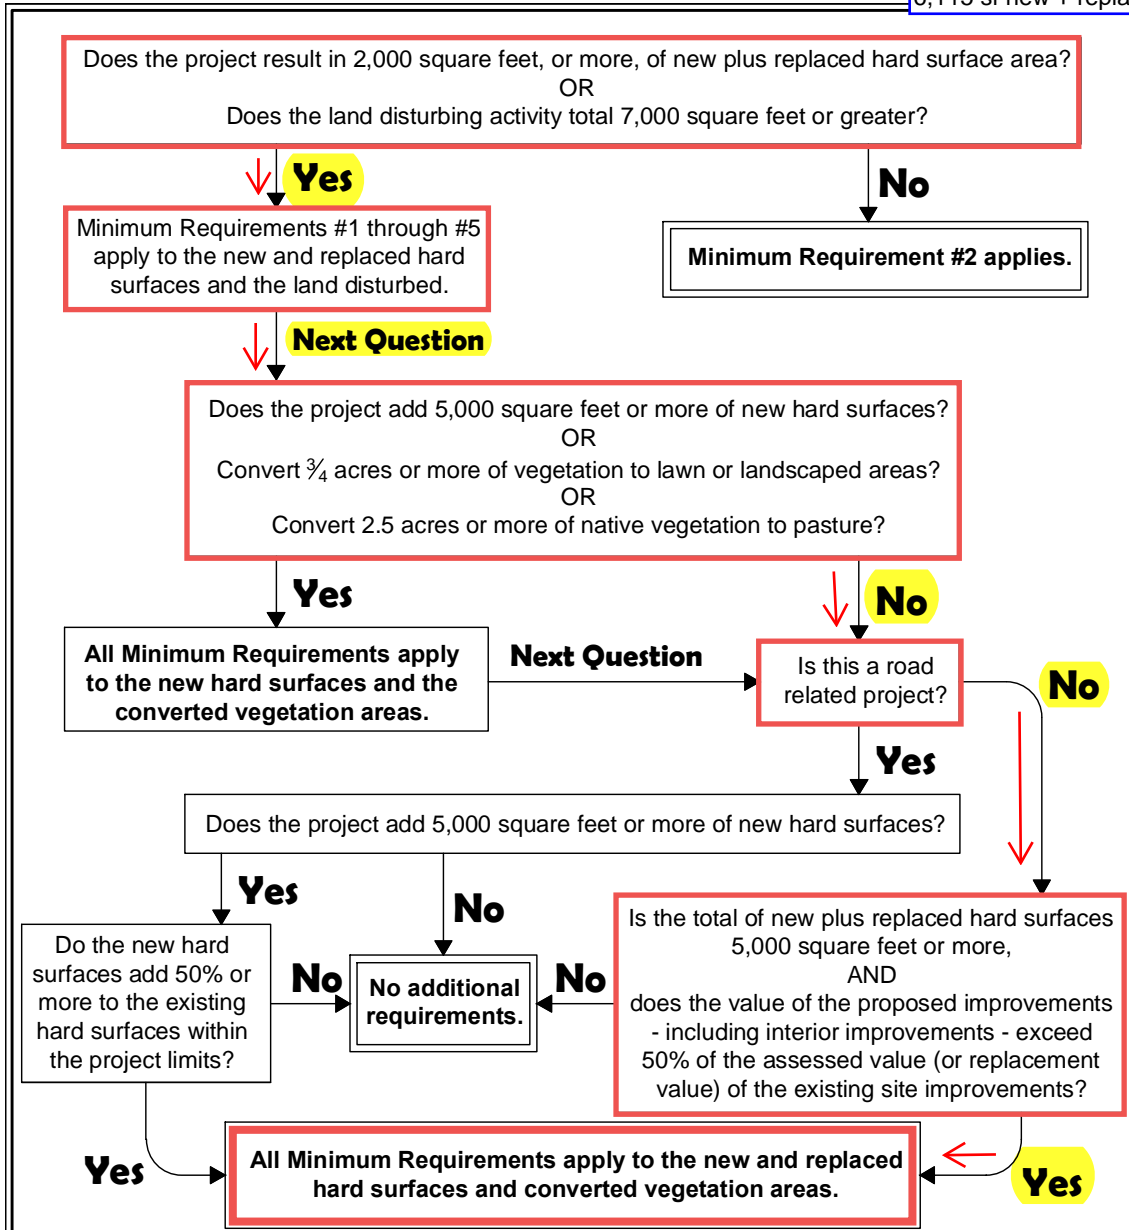 Does the project result in 2,000 square feet, or more, of new plus replaced hard surface area?
OR
Does the land disturbing activity total 7,000 square feet or greater?
Yes
No
Minimum Requirements #1 through #5
apply to the new and replaced hard
surfaces and the land disturbed.
Minimum Requirement #2 applies.
Next Question
Does the project add 5,000 square feet or more of new hard surfaces?
OR
Convert ¾ acres or more of vegetation to lawn or landscaped areas?
OR
Convert 2.5 acres or more of native vegetation to pasture?
Yes
No
All Minimum Requirements apply
to the new hard surfaces and the
converted vegetation areas.
Next Question
Is this a road
related project?
No
Yes
Does the project add 5,000 square feet or more of new hard surfaces?
Yes
No
Do the new hard
surfaces add 50% or
more to the existing
hard surfaces within
the project limits?
No
No additional
requirements.
No
Is the total of new plus replaced hard surfaces
5,000 square feet or more,
AND
does the value of the proposed improvements
- including interior improvements - exceed
50% of the assessed value (or replacement
value) of the existing site improvements?
Yes
All Minimum Requirements apply to the new and replaced
hard surfaces and converted vegetation areas.
Yes